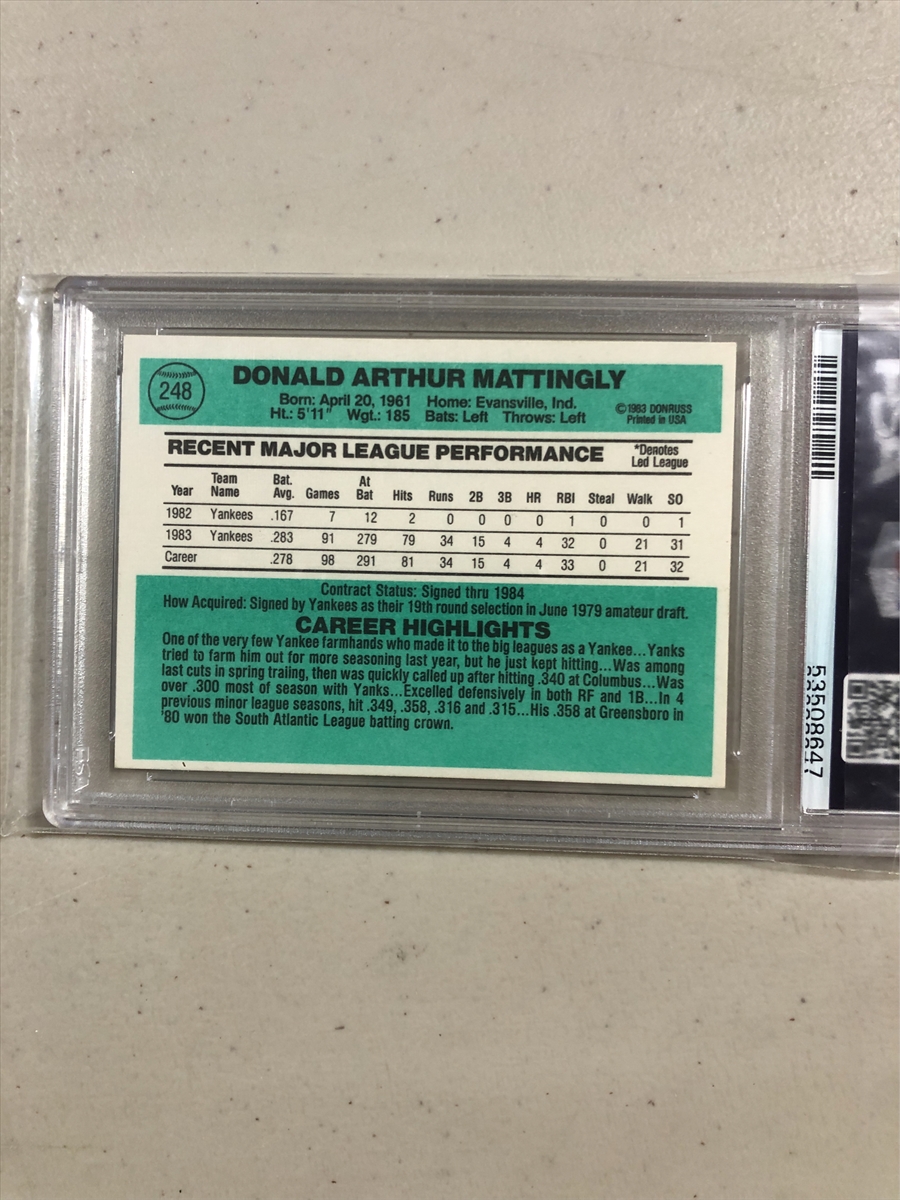 248
DONALD ARTHUR MATTINGLY
Born: April 20, 1961 Home: Evansville, Ind.
Ht.: 5'11" Wgt.: 185 Bats: Left Throws: Left
©1983 DONRUSS
Printed in USA
RECENT MAJOR LEAGUE PERFORMANCE
*Denotes
Led League
Year Team Name Bat. Avg. Games At Bat Hits Runs 2B 3B HR RBI Steal Walk SO
1982 Yankees .167 7 12 2 0 0 0 0 1 0 0 1
1983 Yankees .283 91 279 79 34 15 4 4 32 0 21 31
Career .278 98 291 81 34 15 4 4 33 0 21 32
Contract Status: Signed thru 1984
How Acquired: Signed by Yankees as their 19th round selection in June 1979 amateur draft.
CAREER HIGHLIGHTS
One of the very few Yankee farmhands who made it to the big leagues as a Yankee...Yanks
tried to farm him out for more seasoning last year, but he just kept hitting...Was among
last cuts in spring trailing, then was quickly called up after hitting .340 at Columbus...Was
over .300 most of season with Yanks...Excelled defensively in both RF and 1B...In 4
previous minor league seasons, hit .349, .358, .316 and .315...His .358 at Greensboro in
'80 won the South Atlantic League batting crown.
53508647